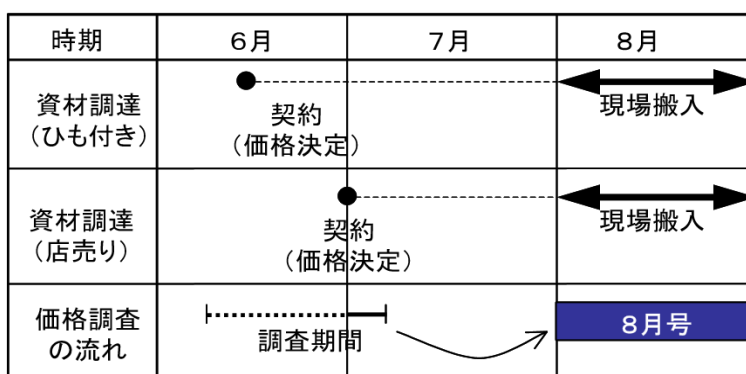 時期
6月
7月
8月
資材調達
(ひも付き)
契約
(価格決定)
現場搬入
資材調達
(店売り)
契約
(価格決定)
現場搬入
価格調査
の流れ
調査期間
8月号